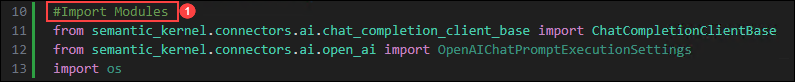 10 #Import Modules 1
11 from semantic_kernel.connectors.ai.chat_completion_client_base import ChatCompletionClientBase
12 from semantic_kernel.connectors.ai.open_ai import OpenAIChatPromptExecutionSettings
13 import os